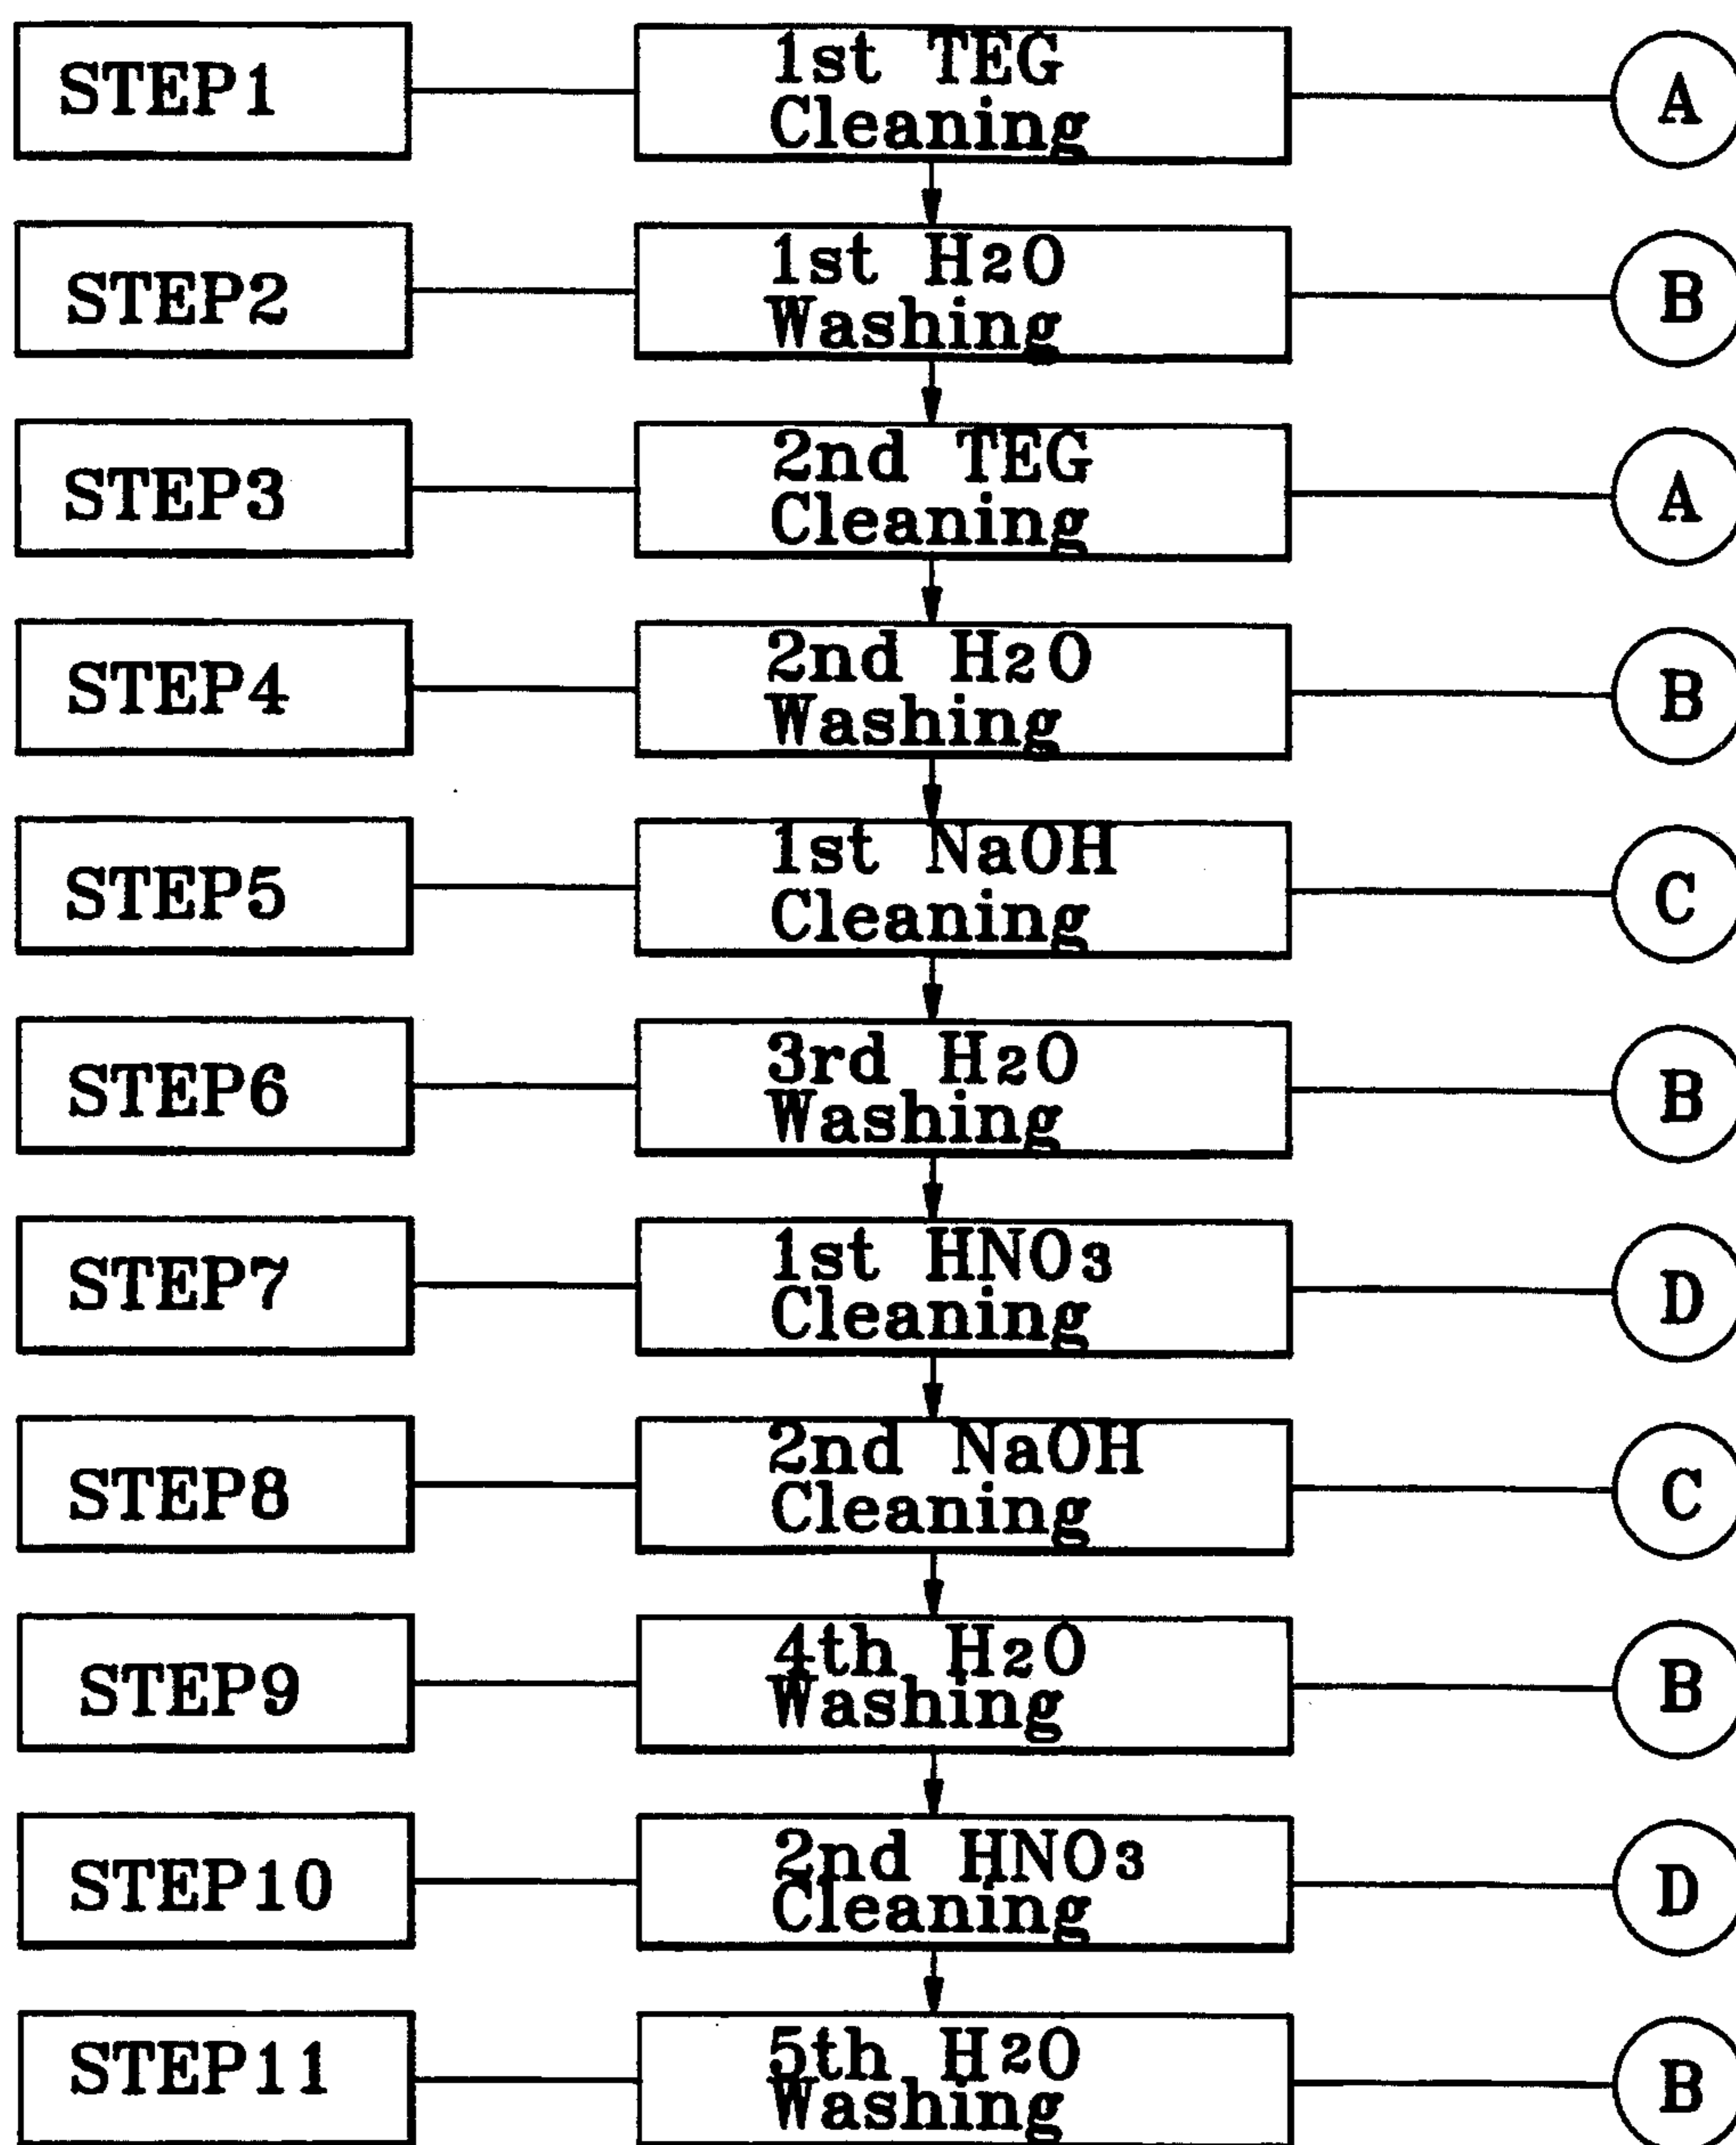 STEP1
1st TEG
Cleaning
A
STEP2
1st H2O
Washing
B
STEP3
2nd TEG
Cleaning
A
STEP4
2nd H2O
Washing
B
STEP5
1st NaOH
Cleaning
C
STEP6
3rd H2O
Washing
B
STEP7
1st HNO3
Cleaning
D
STEP8
2nd NaOH
Cleaning
C
STEP9
4th H2O
Washing
B
STEP10
2nd HNO3
Cleaning
D
STEP11
5th H2O
Washing
B